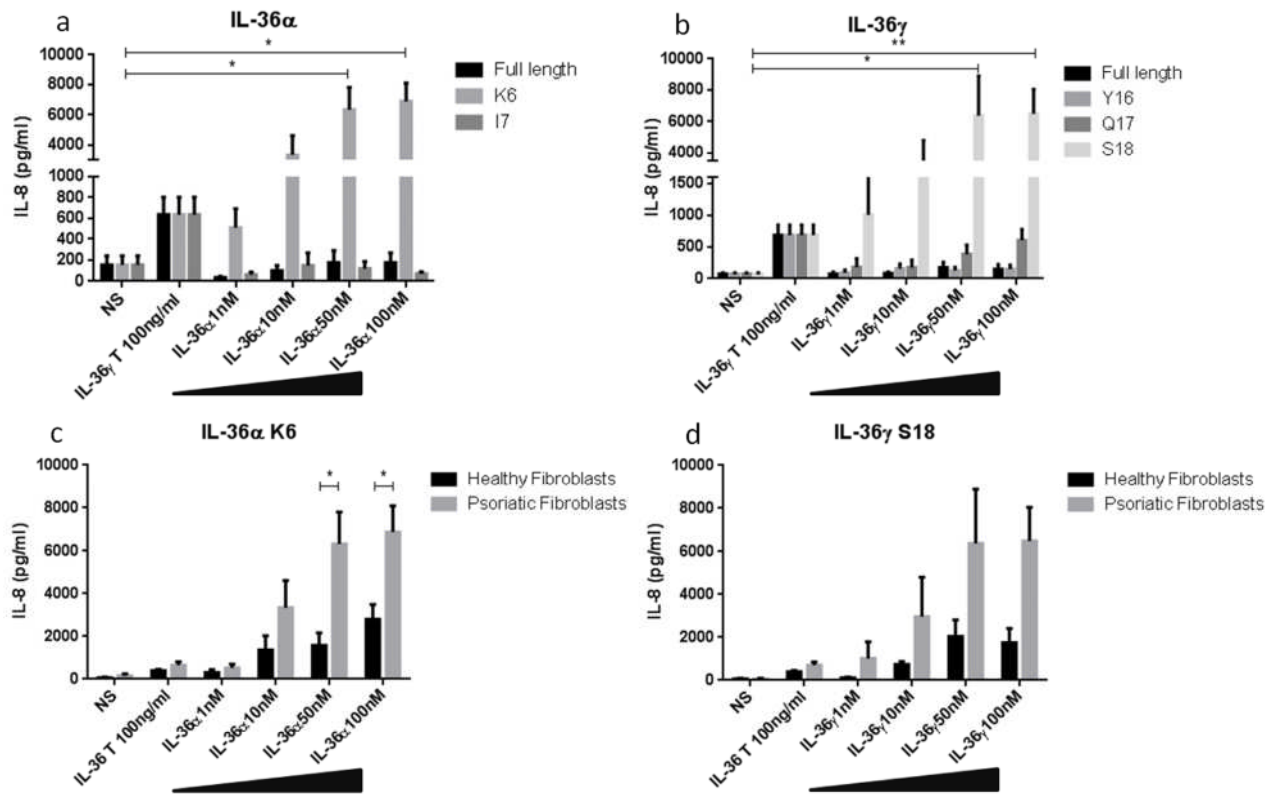 a
IL-36α
*
*
10000
8000
6000
4000
1000
800
600
400
200
0
IL-8 (pg/ml)
Full length
K6
I7
NS
IL-36γ T 100ng/ml
IL-36α 1nM
IL-36α 10nM
IL-36α 50nM
IL-36α 100nM
b
IL-36γ
**
*
10000
8000
6000
4000
1500
1000
500
0
IL-8 (pg/ml)
Full length
Y16
Q17
S18
NS
IL-36γ T 100ng/ml
IL-36γ 1nM
IL-36γ 10nM
IL-36γ 50nM
IL-36γ 100nM
c
IL-36α K6
10000
8000
6000
4000
2000
0
IL-8 (pg/ml)
*
*
Healthy Fibroblasts
Psoriatic Fibroblasts
NS
IL-36 T 100ng/ml
IL-36α 1nM
IL-36α 10nM
IL-36α 50nM
IL-36α 100nM
d
IL-36γ S18
10000
8000
6000
4000
2000
0
IL-8 (pg/ml)
Healthy Fibroblasts
Psoriatic Fibroblasts
NS
IL-36 T 100ng/ml
IL-36γ 1nM
IL-36γ 10nM
IL-36γ 50nM
IL-36γ 100nM